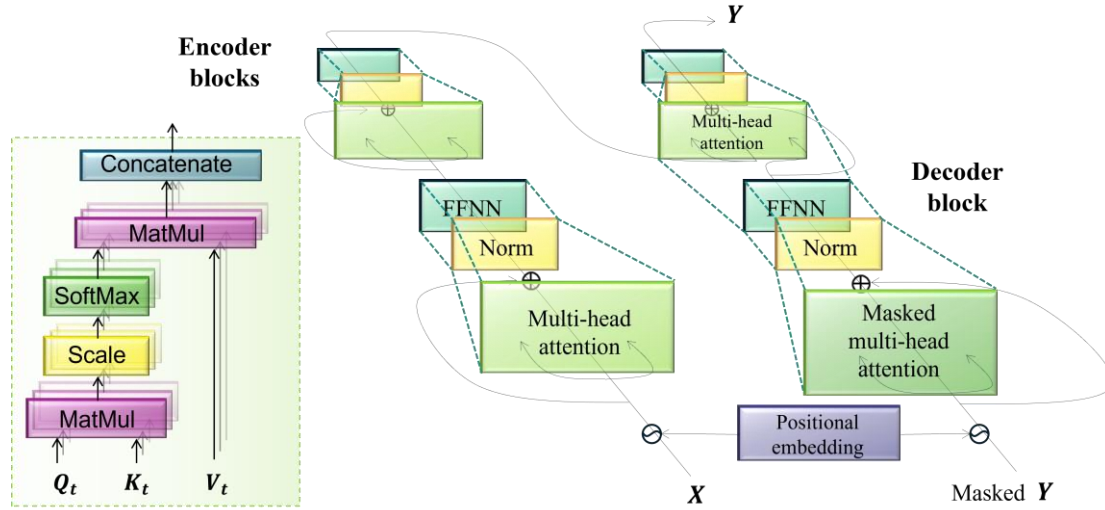 Encoder
blocks
Concatenate
MatMul
SoftMax
Scale
MatMul
Q_t
K_t
V_t
FFNN
Norm
Multi-head
attention
X
Y
Multi-head
attention
Decoder
block
FFNN
Norm
Masked
multi-head
attention
Positional
embedding
Masked Y